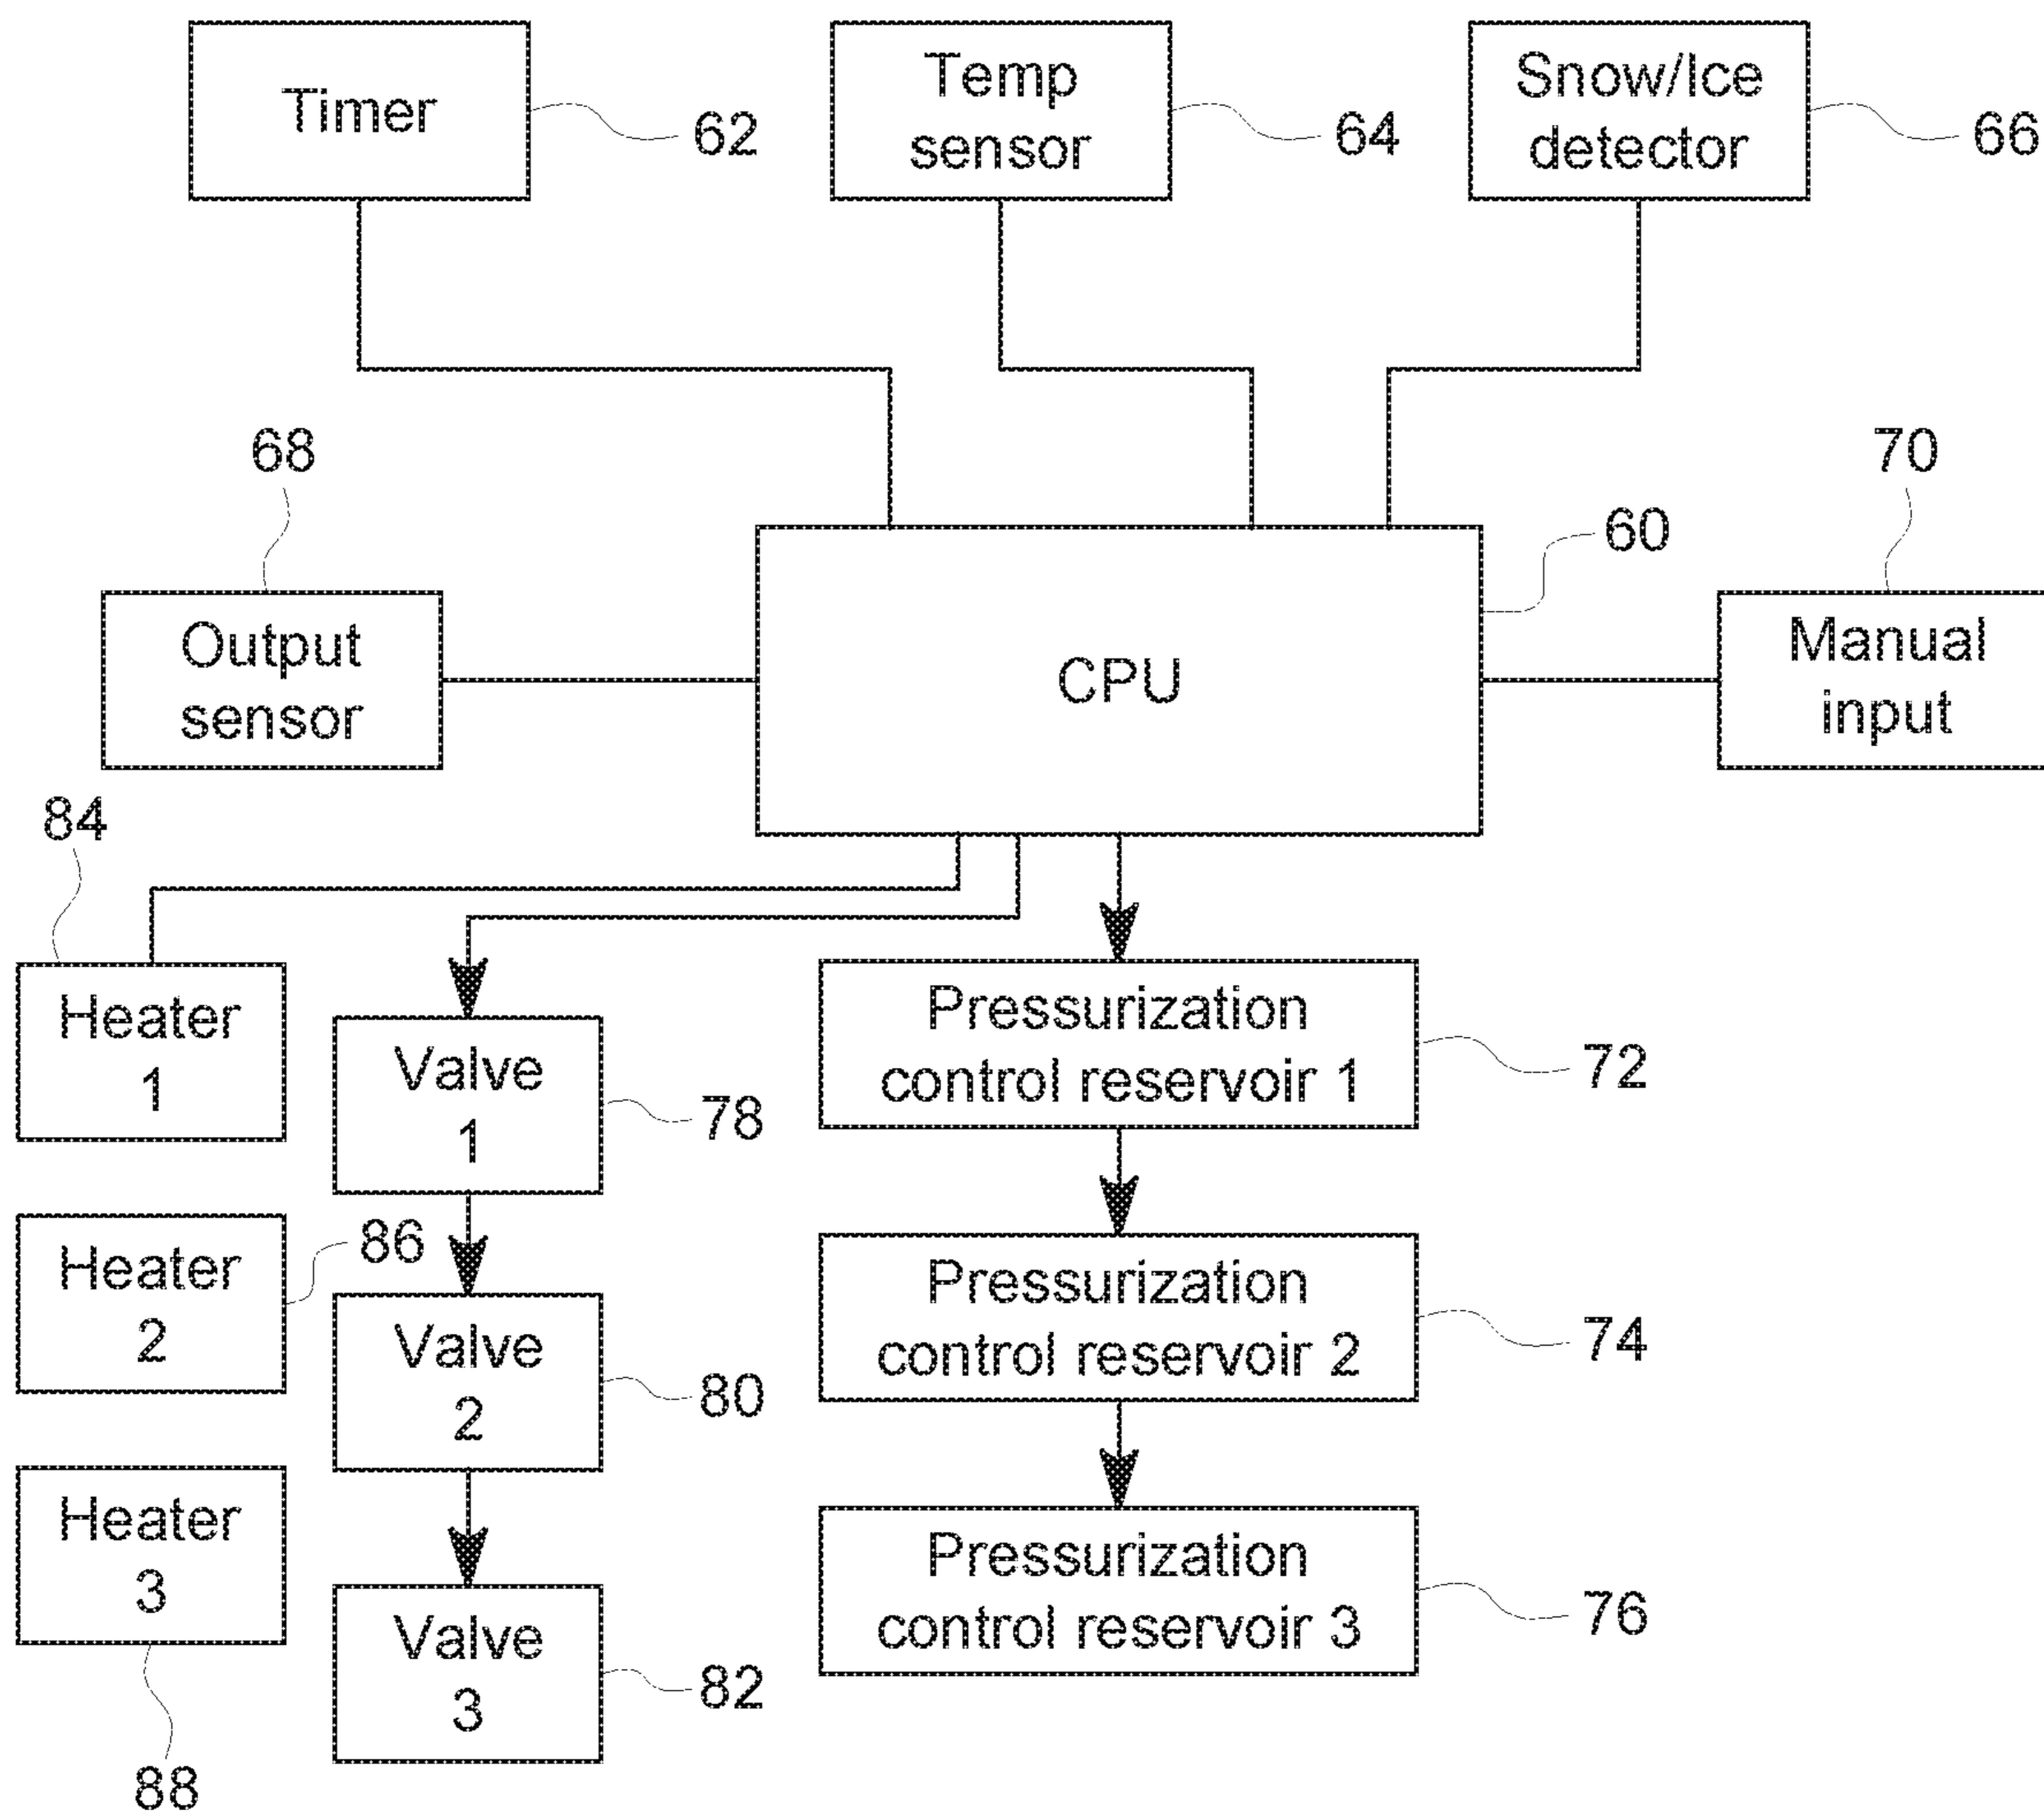 Timer
62
Temp
sensor
64
Snow/Ice
detector
66
68
70
60
Output
sensor
CPU
Manual
input
84
Heater
1
Valve
1
78
Pressurization
control reservoir 1
72
Heater
2
86
Valve
2
80
Pressurization
control reservoir 2
74
Heater
3
88
Valve
3
82
Pressurization
control reservoir 3
76